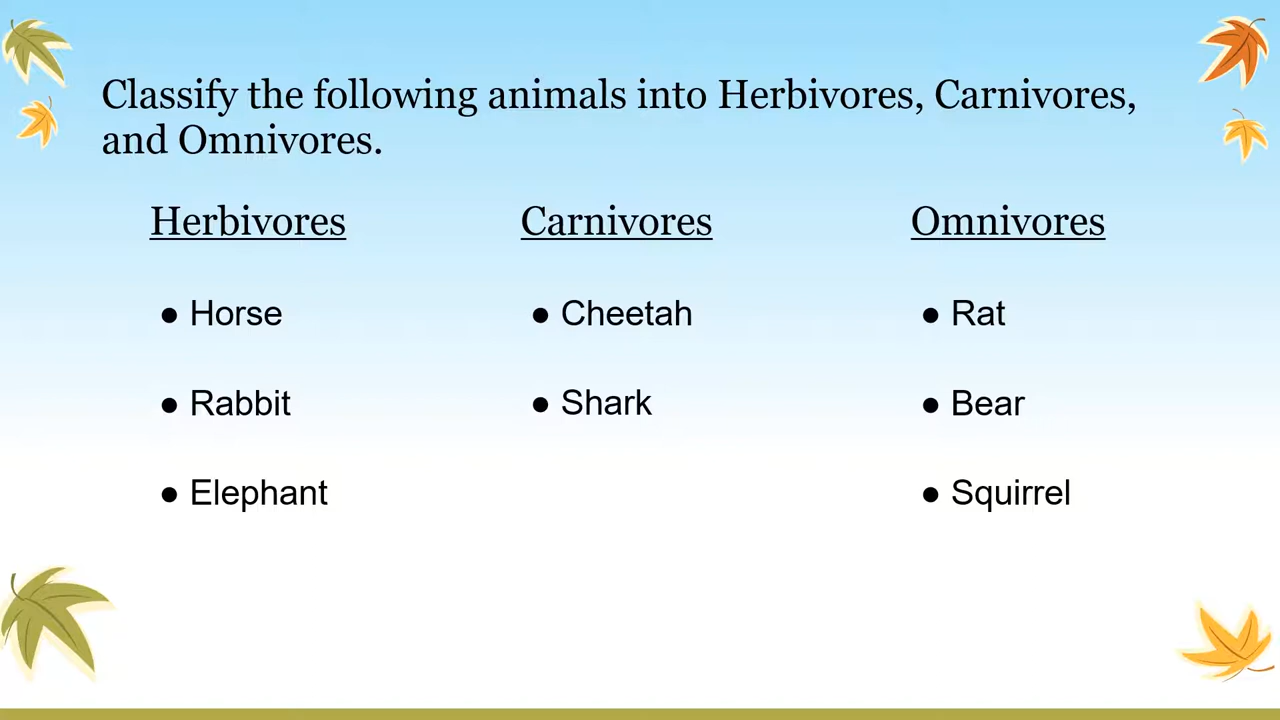 Classify the following animals into Herbivores, Carnivores,
and Omnivores.
Herbivores Carnivores Omnivores
● Horse ● Cheetah ● Rat
● Rabbit ● Shark ● Bear
● Elephant ● Squirrel